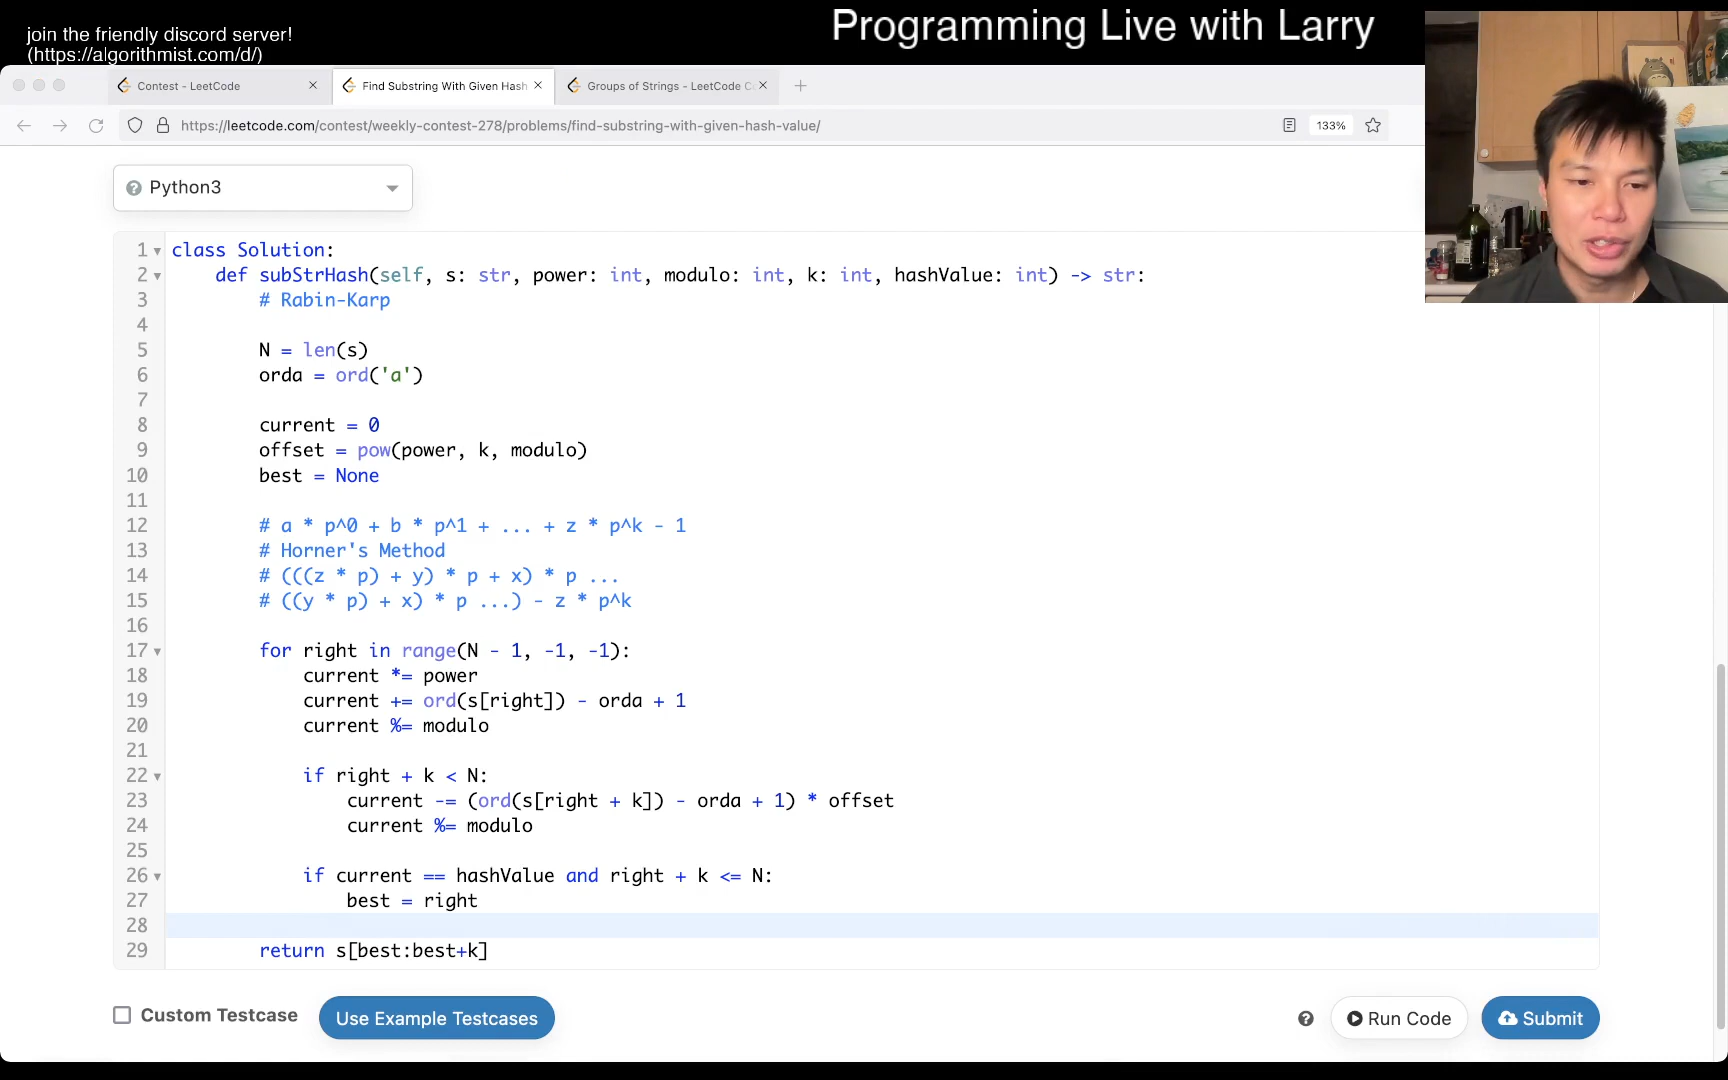 join the friendly discord server!
(https://algorithmist.com/d/)
Programming Live with Larry
Contest - LeetCode
Find Substring With Given Hash
Groups of Strings - LeetCode C
https://leetcode.com/contest/weekly-contest-278/problems/find-substring-with-given-hash-value/
133%
Python3
1 class Solution:
2 def subStrHash(self, s: str, power: int, modulo: int, k: int, hashValue: int) -> str:
3 # Rabin-Karp
4
5 N = len(s)
6 orda = ord('a')
7
8 current = 0
9 offset = pow(power, k, modulo)
10 best = None
11
12 # a * p^0 + b * p^1 + ... + z * p^k - 1
13 # Horner's Method
14 # (((z * p) + y) * p + x) * p ...
15 # ((y * p) + x) * p ...) - z * p^k
16
17 for right in range(N - 1, -1, -1):
18 current *= power
19 current += ord(s[right]) - orda + 1
20 current %= modulo
21
22 if right + k < N:
23 current -= (ord(s[right + k]) - orda + 1) * offset
24 current %= modulo
25
26 if current == hashValue and right + k <= N:
27 best = right
28
29 return s[best:best+k]
Custom Testcase
Use Example Testcases
Run Code
Submit